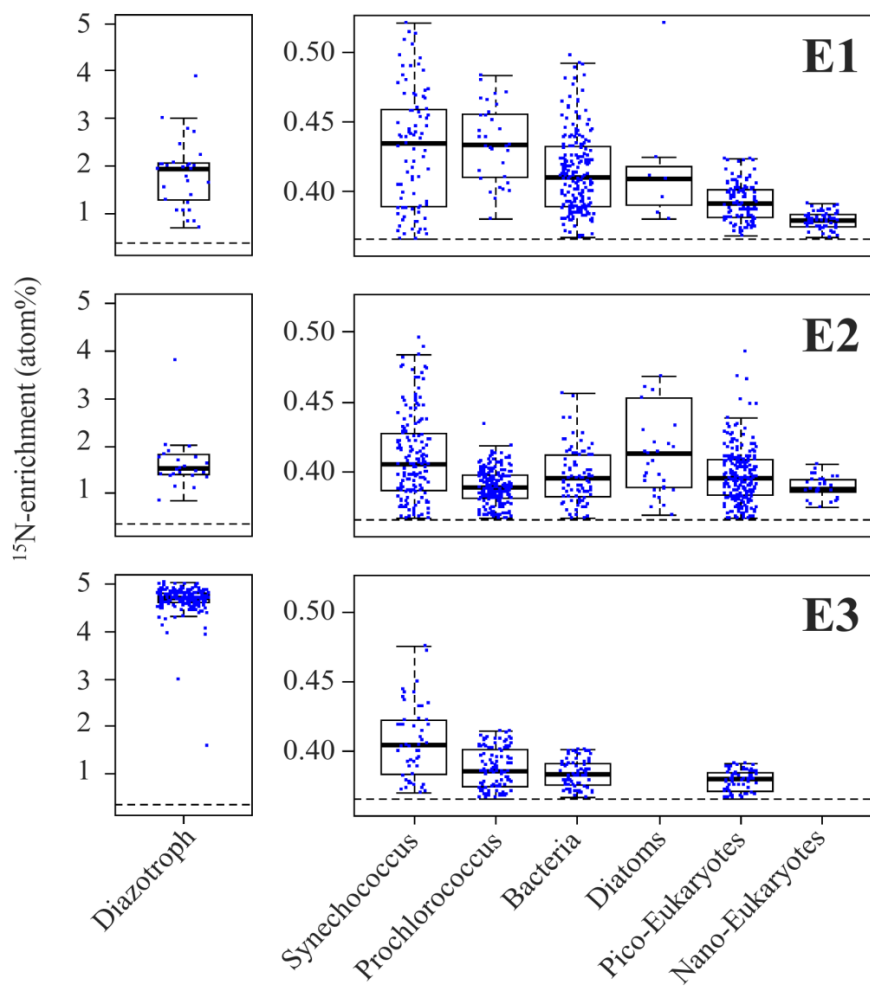 5
4
3
2
1
0.50
0.45
0.40
E1
5
4
3
2
1
0.50
0.45
0.40
E2
5
4
3
2
1
0.50
0.45
0.40
E3
¹⁵N-enrichment (atom%)
Diazotroph
Synechococcus
Prochlorococcus
Bacteria
Diatoms
Pico-Eukaryotes
Nano-Eukaryotes